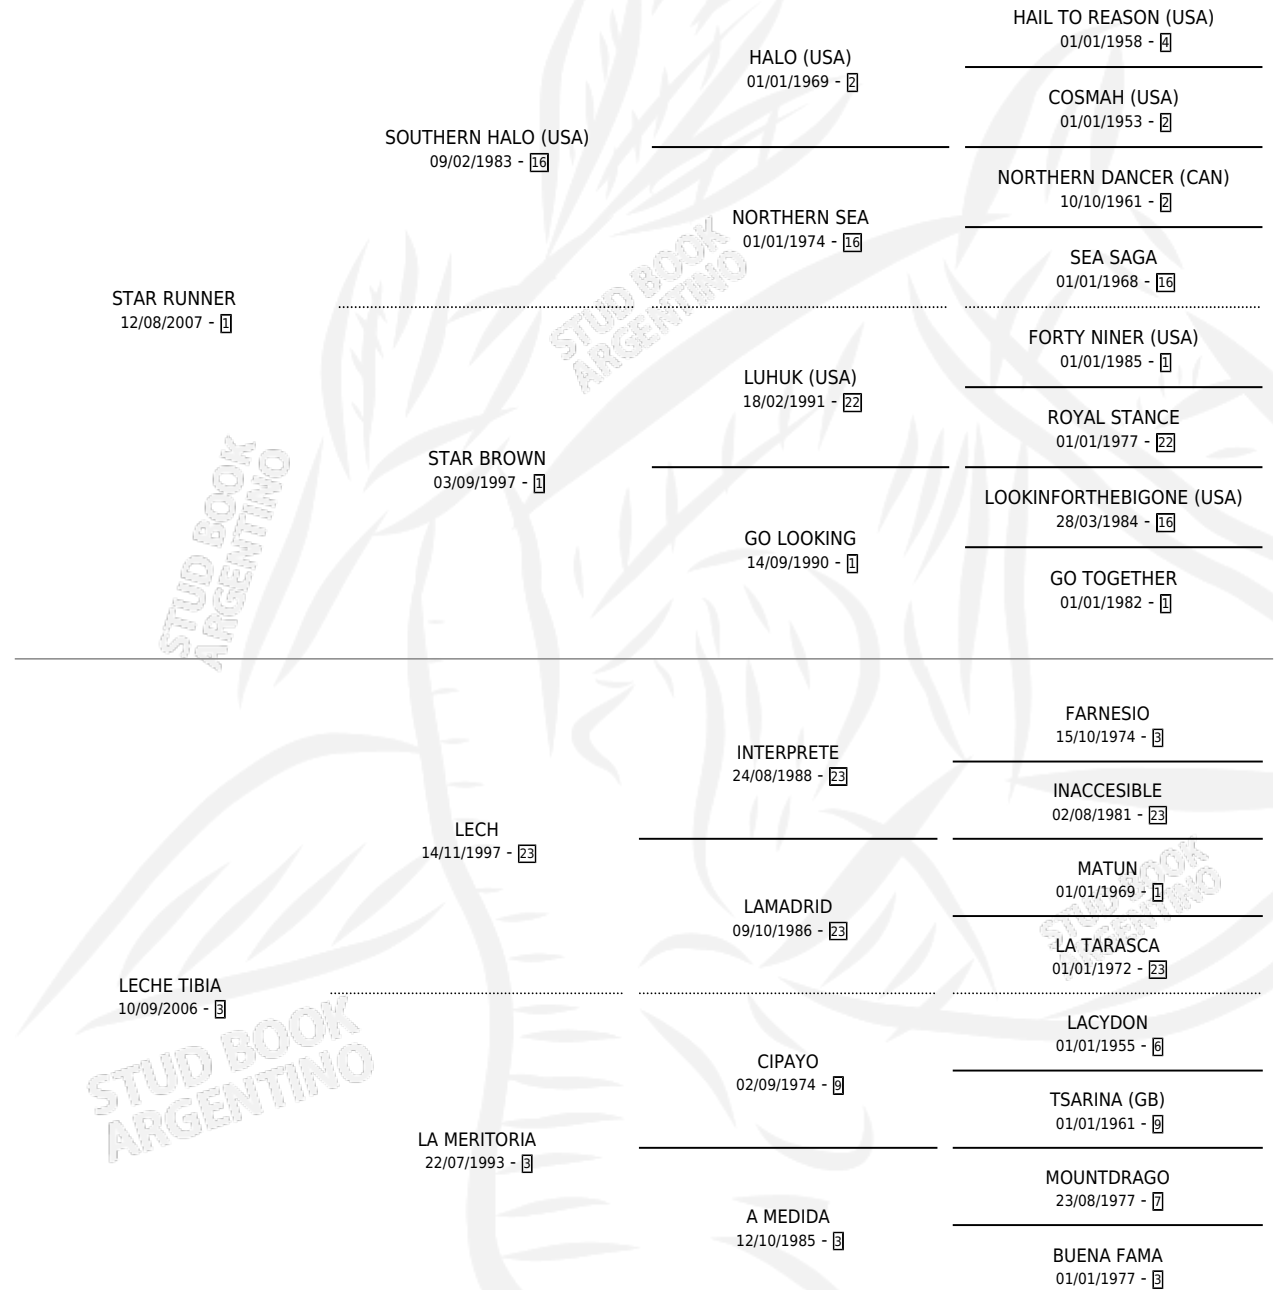 HAIL TO REASON (USA)
01/01/1958 - 4
HALO (USA)
01/01/1969 - 2
COSMAH (USA)
01/01/1953 - 2
SOUTHERN HALO (USA)
09/02/1983 - 16
NORTHERN DANCER (CAN)
10/10/1961 - 2
NORTHERN SEA
01/01/1974 - 16
SEA SAGA
01/01/1968 - 16
STUD BOOK
ARGENTINO
STAR RUNNER
12/08/2007 - 1
FORTY NINER (USA)
01/01/1985 - 1
LUHUK (USA)
18/02/1991 - 22
ROYAL STANCE
01/01/1977 - 22
STAR BROWN
03/09/1997 - 1
LOOKINFORTHEBIGONE (USA)
28/03/1984 - 16
GO LOOKING
14/09/1990 - 1
GO TOGETHER
01/01/1982 - 1
STUD BOOK
ARGENTINO
FARNESIO
15/10/1974 - 3
INTERPRETE
24/08/1988 - 23
INACCESIBLE
02/08/1981 - 23
LECH
14/11/1997 - 23
MATUN
01/01/1969 - 1
LAMADRID
09/10/1986 - 23
LA TARASCA
01/01/1972 - 23
STUD BOOK
ARGENTINO
LECHE TIBIA
10/09/2006 - 3
LACYDON
01/01/1955 - 6
CIPAYO
02/09/1974 - 9
TSARINA (GB)
01/01/1961 - 9
STUD BOOK
ARGENTINO
LA MERITORIA
22/07/1993 - 3
MOUNTDRAGO
23/08/1977 - 7
A MEDIDA
12/10/1985 - 3
BUENA FAMA
01/01/1977 - 3